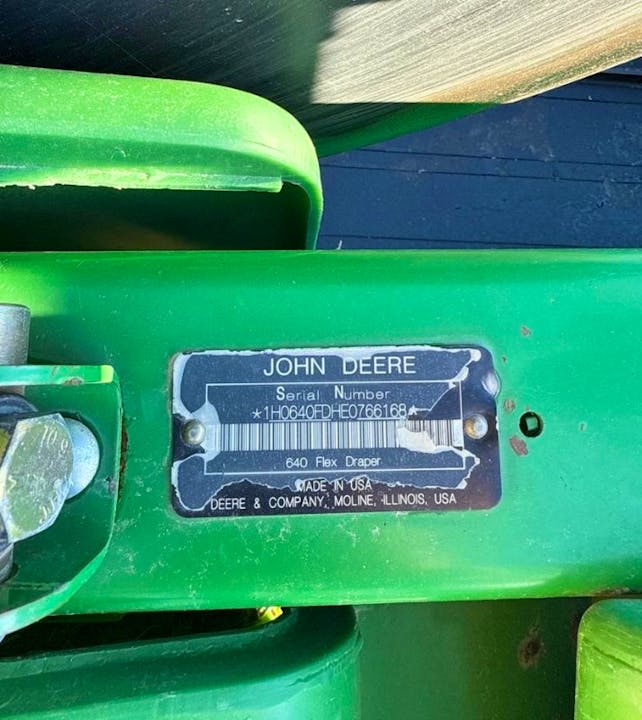 JOHN DEERE
Serial Number
*1H0640FDHE0766168*
640 Flex Draper
MADE IN USA
DEERE & COMPANY, MOLINE, ILLINOIS, USA